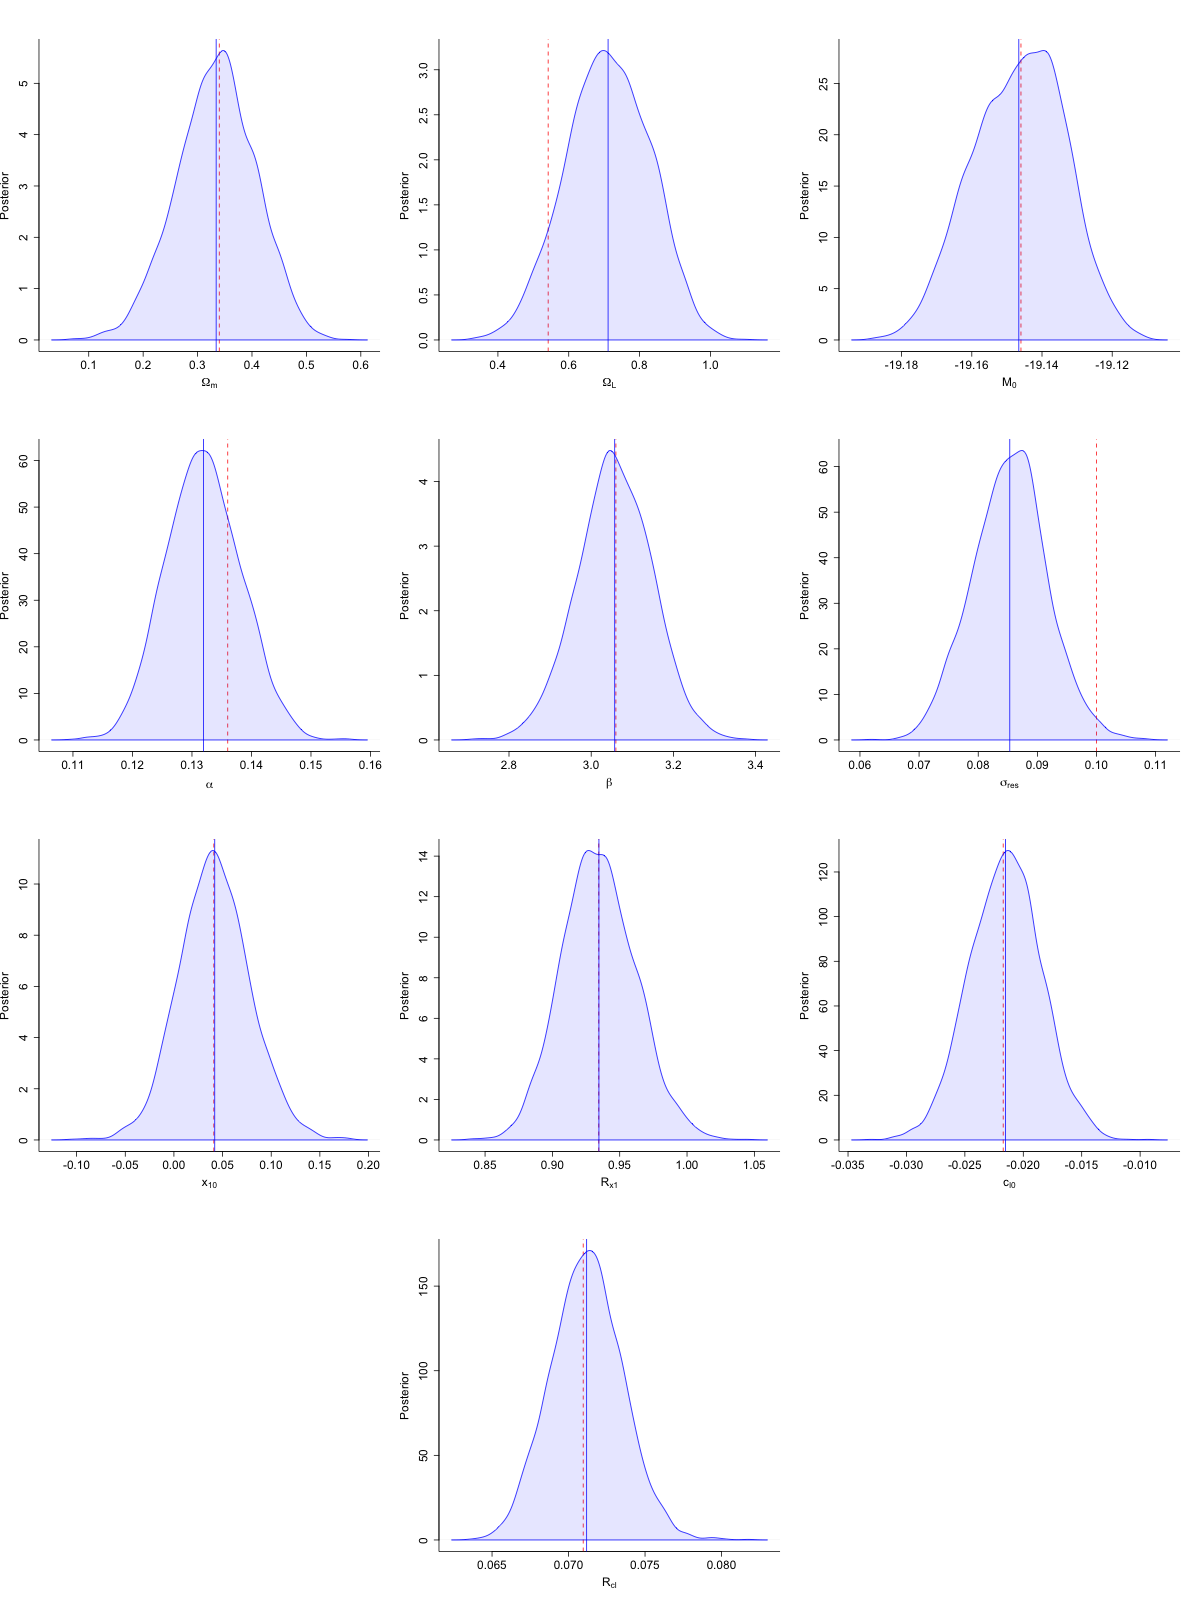 Posterior
0 1 2 3 4 5
0.1 0.2 0.3 0.4 0.5 0.6
Ωm
Posterior
0.0 0.5 1.0 1.5 2.0 2.5 3.0
0.4 0.6 0.8 1.0
ΩL
Posterior
0 5 10 15 20 25
-19.18 -19.16 -19.14 -19.12
M0
Posterior
0 10 20 30 40 50 60
0.11 0.12 0.13 0.14 0.15 0.16
α
Posterior
0 1 2 3 4
2.8 3.0 3.2 3.4
β
Posterior
0 10 20 30 40 50 60
0.06 0.07 0.08 0.09 0.10 0.11
σres
Posterior
0 2 4 6 8 10
-0.10 -0.05 0.00 0.05 0.10 0.15 0.20
x10
Posterior
0 2 4 6 8 10 12 14
0.85 0.90 0.95 1.00 1.05
Rx1
Posterior
0 20 40 60 80 100 120
-0.035 -0.030 -0.025 -0.020 -0.015 -0.010
cl0
Posterior
0 50 100 150
0.065 0.070 0.075 0.080
Rcl